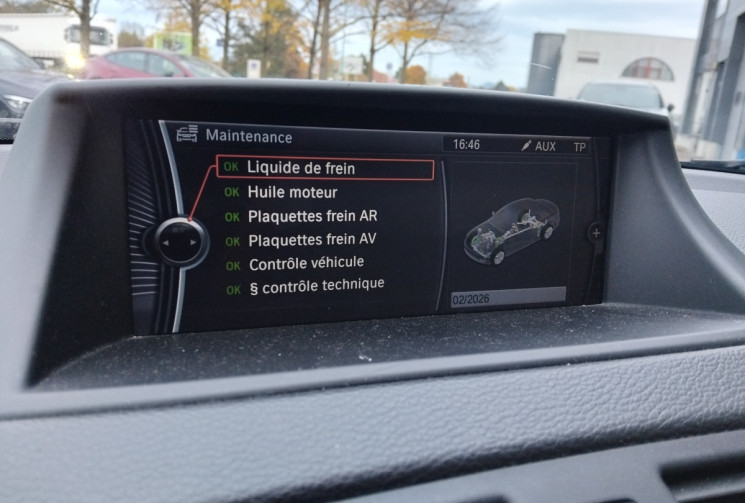 Maintenance
16:46 AUX TP
OK Liquide de frein
OK Huile moteur
OK Plaquettes frein AR
OK Plaquettes frein AV
OK Contrôle véhicule
OK § contrôle technique
02/2026